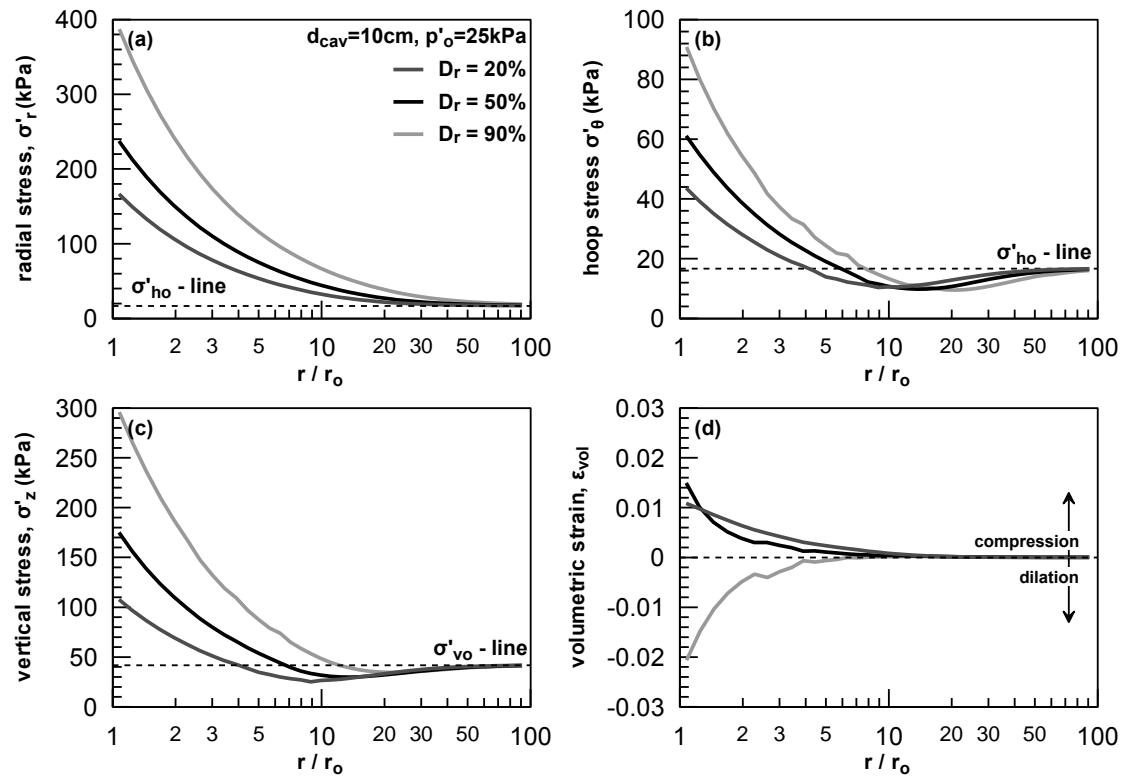 (a)
d_cav=10cm, p'_o=25kPa
D_r = 20%
D_r = 50%
D_r = 90%
σ'_ho - line
radial stress, σ'_r (kPa)
400
300
200
100
0
1 2 3 5 10 20 30 50 100
r / r_o
(b)
σ'_ho - line
hoop stress σ'_θ (kPa)
100
80
60
40
20
0
1 2 3 5 10 20 30 50 100
r / r_o
(c)
σ'_vo - line
vertical stress, σ'_z (kPa)
300
250
200
150
100
50
0
1 2 3 5 10 20 30 50 100
r / r_o
(d)
compression
dilation
volumetric strain, ε_vol
0.03
0.02
0.01
0
-0.01
-0.02
-0.03
1 2 3 5 10 20 30 50 100
r / r_o